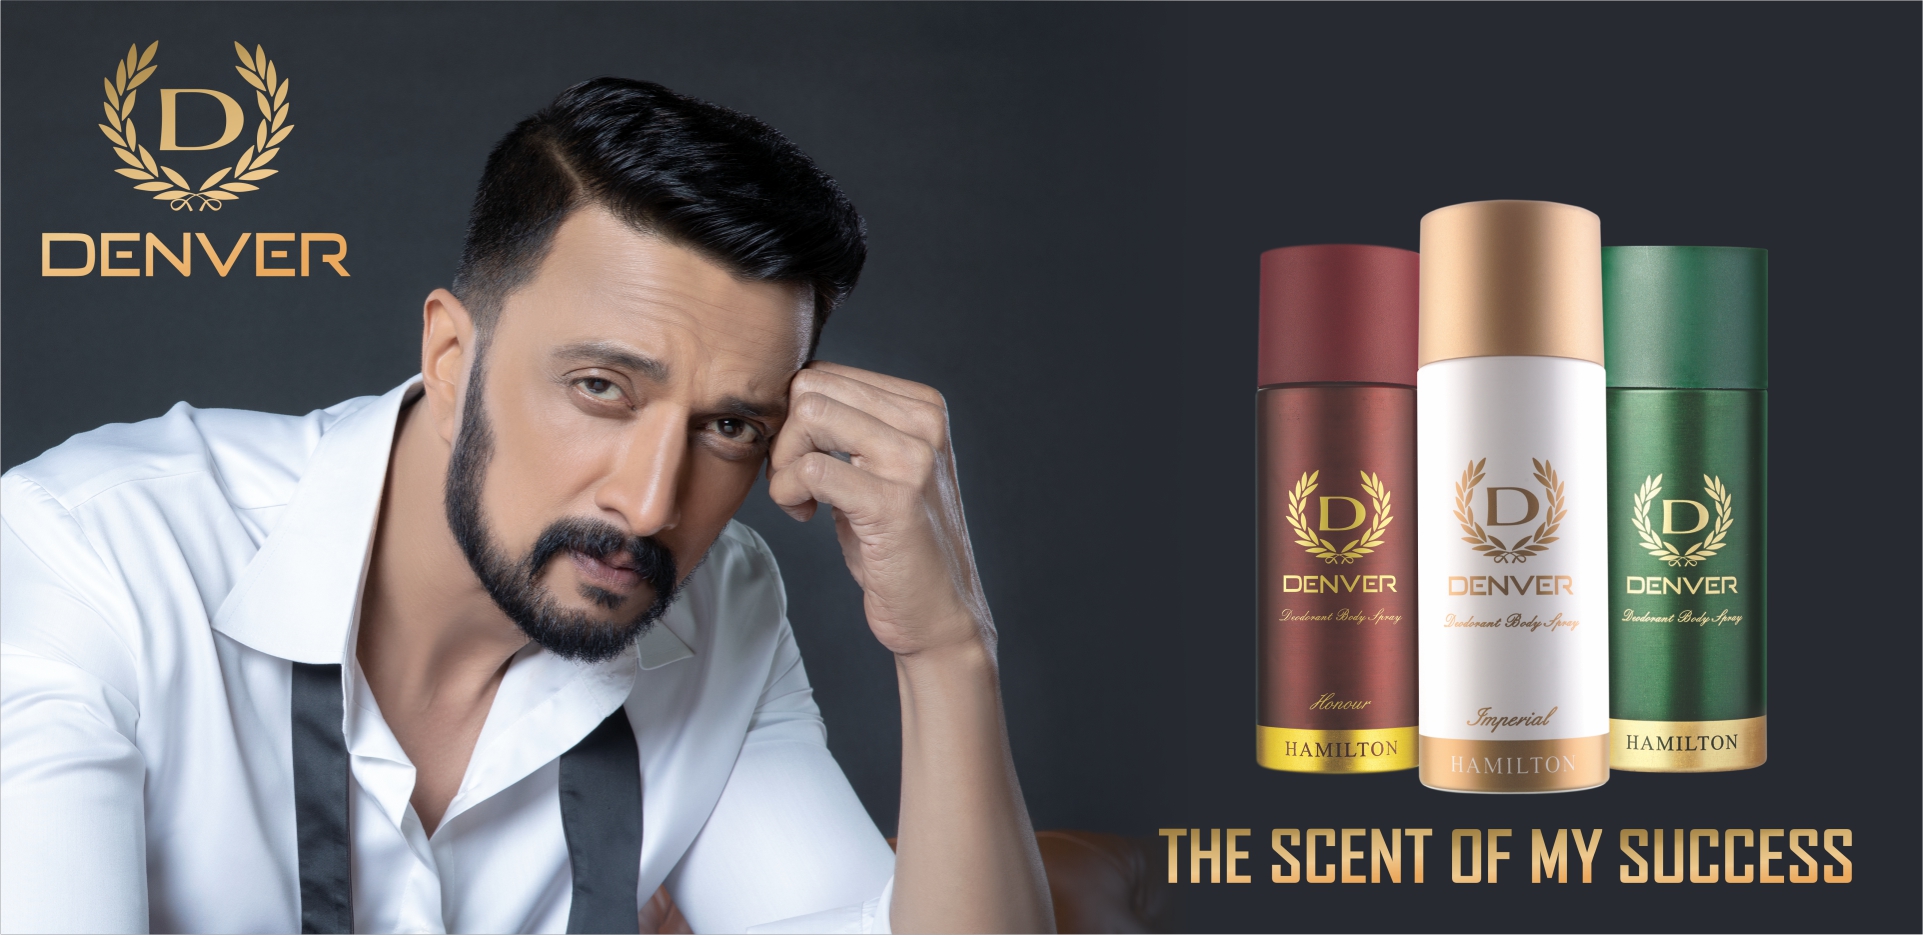 D
DENVER
D
DENVER
Deodorant Body Spray
Honour
HAMILTON
D
DENVER
Deodorant Body Spray
Imperial
HAMILTON
D
DENVER
Deodorant Body Spray
HAMILTON
THE SCENT OF MY SUCCESS